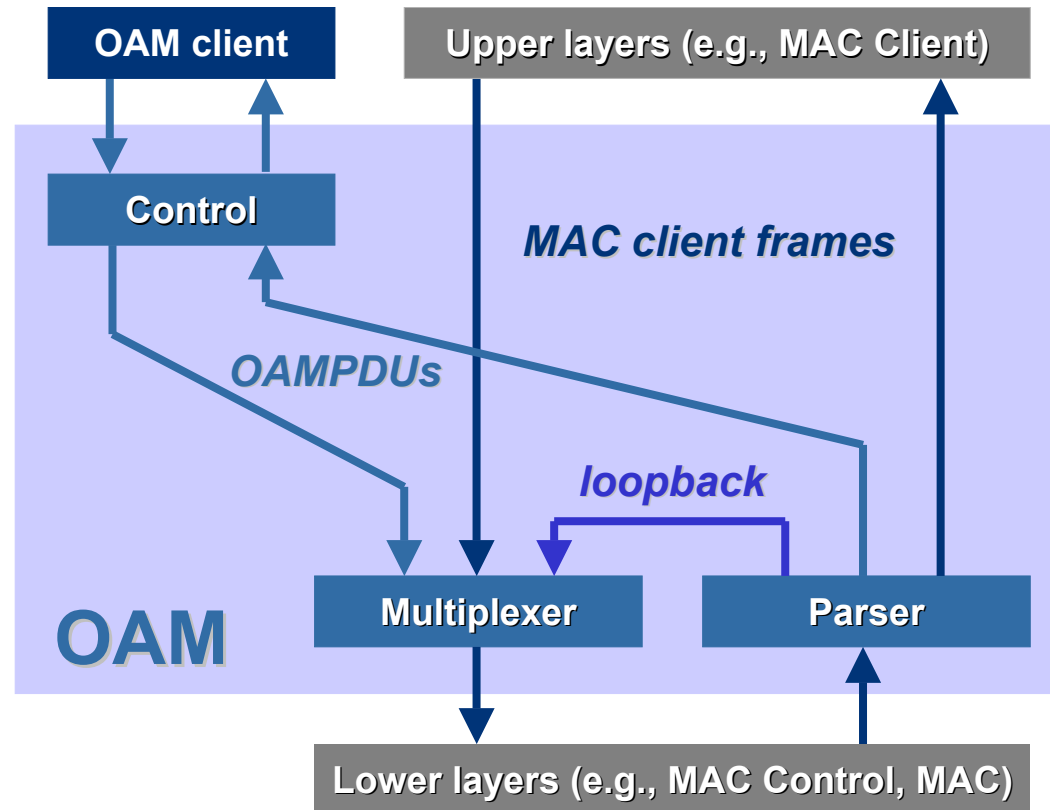 OAM client
Upper layers (e.g., MAC Client)
Control
MAC client frames
OAMPDUs
loopback
Multiplexer
Parser
OAM
Lower layers (e.g., MAC Control, MAC)